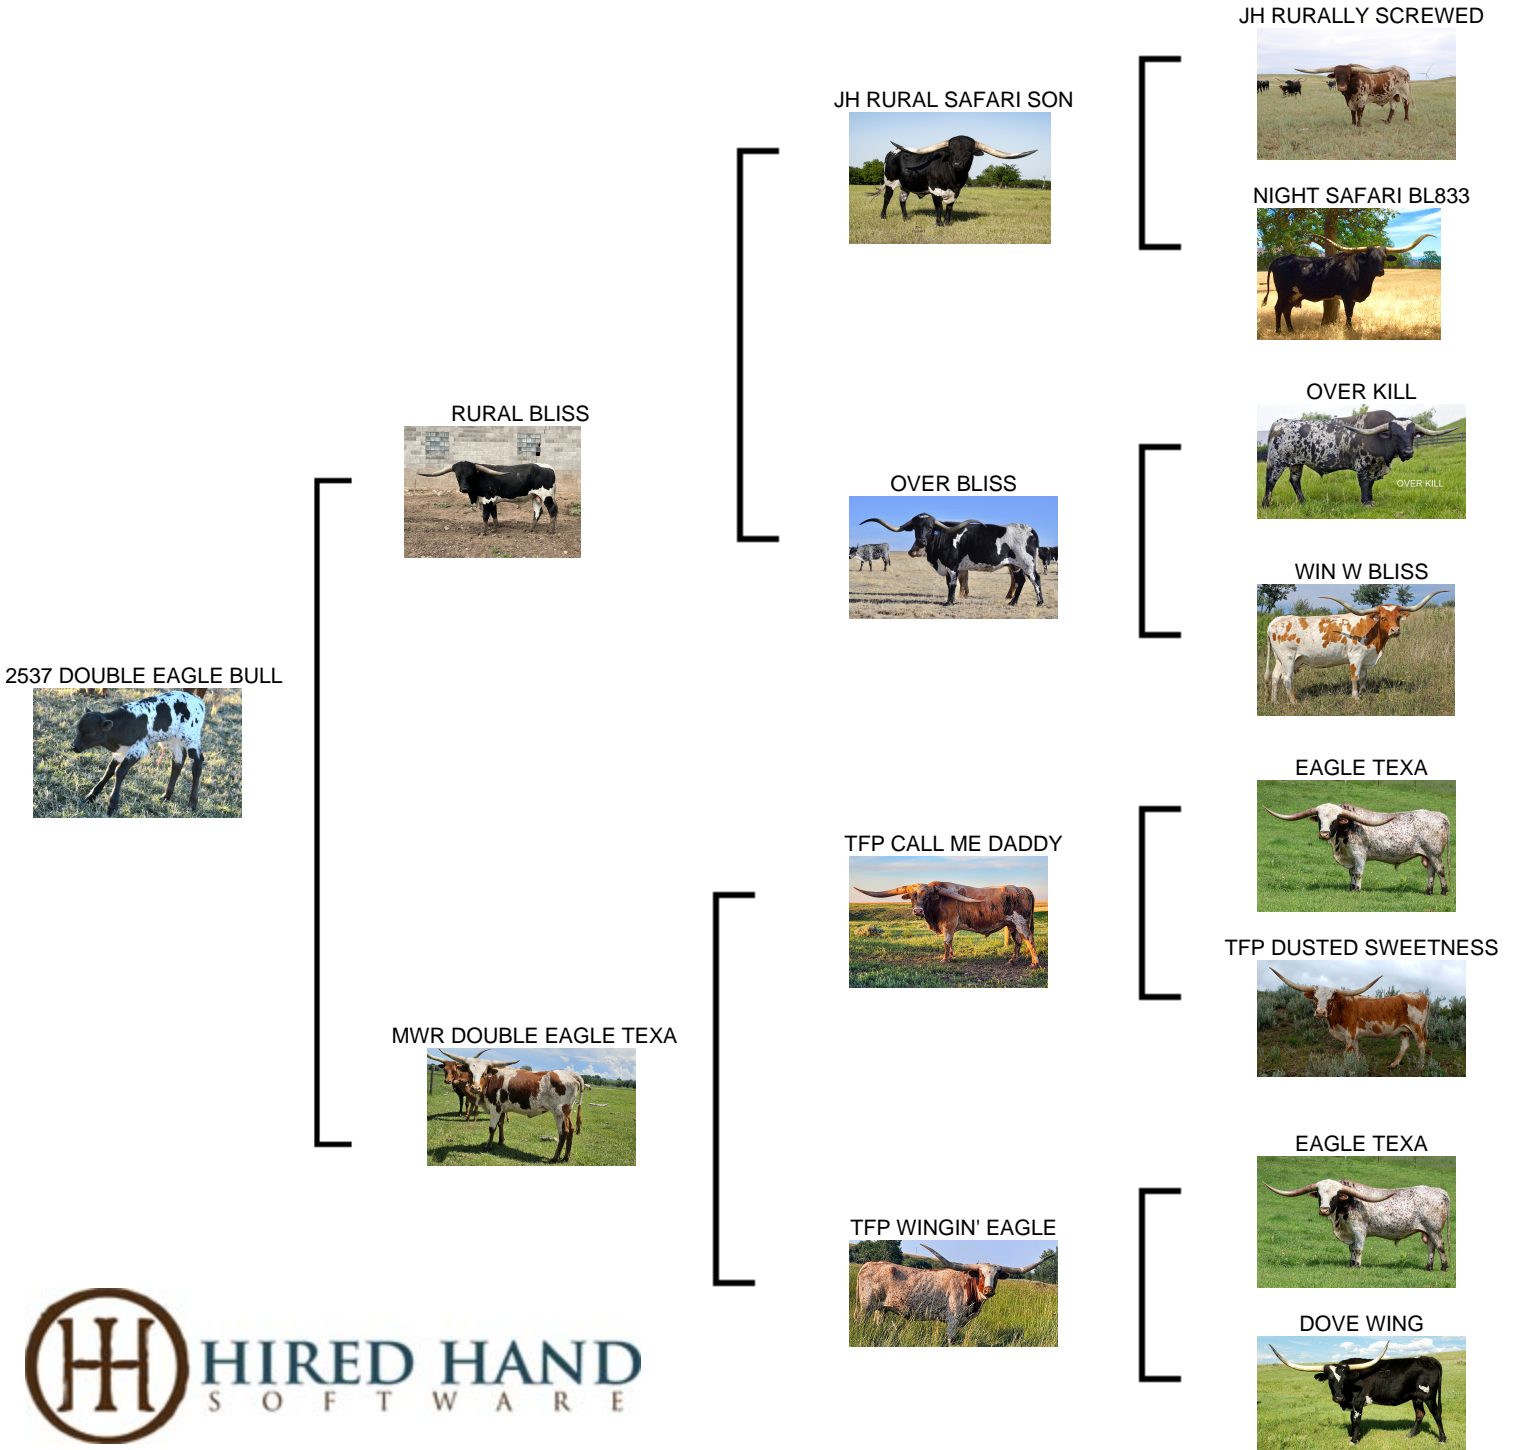 JH RURALLY SCREWED
JH RURAL SAFARI SON
NIGHT SAFARI BL833
OVER KILL
RURAL BLISS
OVER BLISS
OVER KILL
WIN W BLISS
2537 DOUBLE EAGLE BULL
EAGLE TEXA
TFP CALL ME DADDY
TFP DUSTED SWEETNESS
MWR DOUBLE EAGLE TEXA
EAGLE TEXA
TFP WINGIN' EAGLE
DOVE WING
HIRED HAND
SOFTWARE